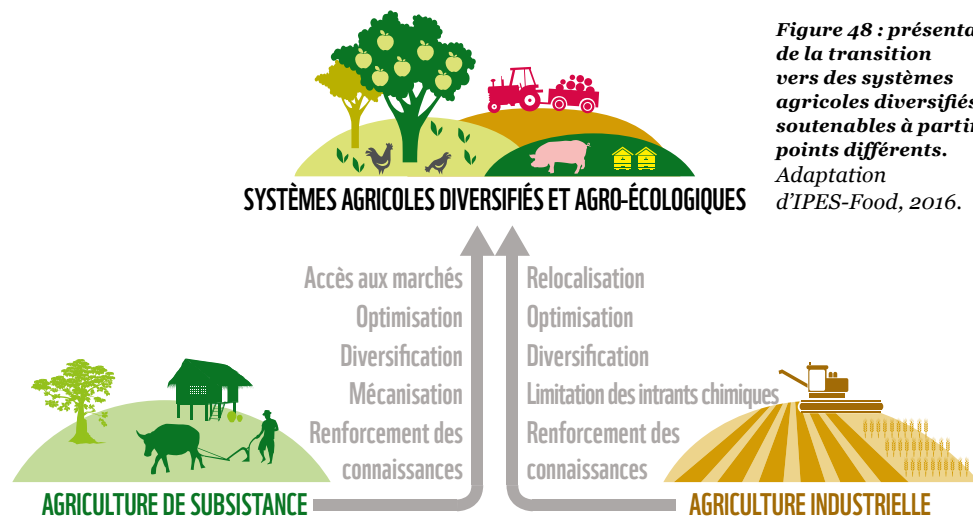 Figure 48 : présenta
de la transition
vers des systèmes
agricoles diversifiés
soutenables à parti
points différents.
Adaptation
d'IPES-Food, 2016.
SYSTÈMES AGRICOLES DIVERSIFIÉS ET AGRO-ÉCOLOGIQUES
Accès aux marchés
Optimisation
Diversification
Mécanisation
Renforcement des
connaissances
Relocalisation
Optimisation
Diversification
Limitation des intrants chimiques
Renforcement des
connaissances
AGRICULTURE DE SUBSISTANCE
AGRICULTURE INDUSTRIELLE